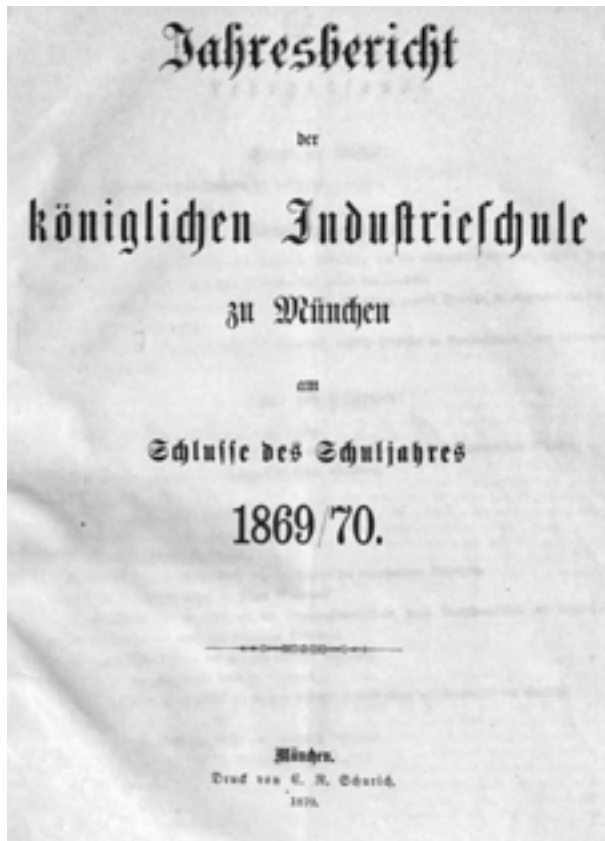 Jahresbericht
der
königlichen Industrieschule
zu München
am
Schlusse des Schuljahres
1869/70.
München.
Druck von C. R. Schurich.
1870.